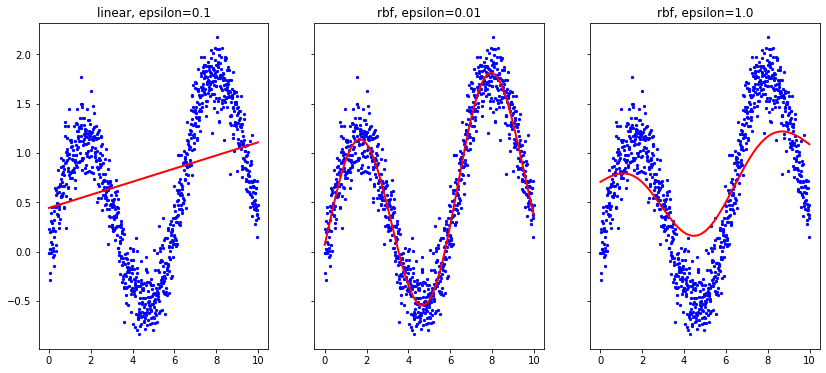 linear, epsilon=0.1
rbf, epsilon=0.01
rbf, epsilon=1.0
2.0
1.5
1.0
0.5
0.0
−0.5
0 2 4 6 8 10
0 2 4 6 8 10
0 2 4 6 8 10